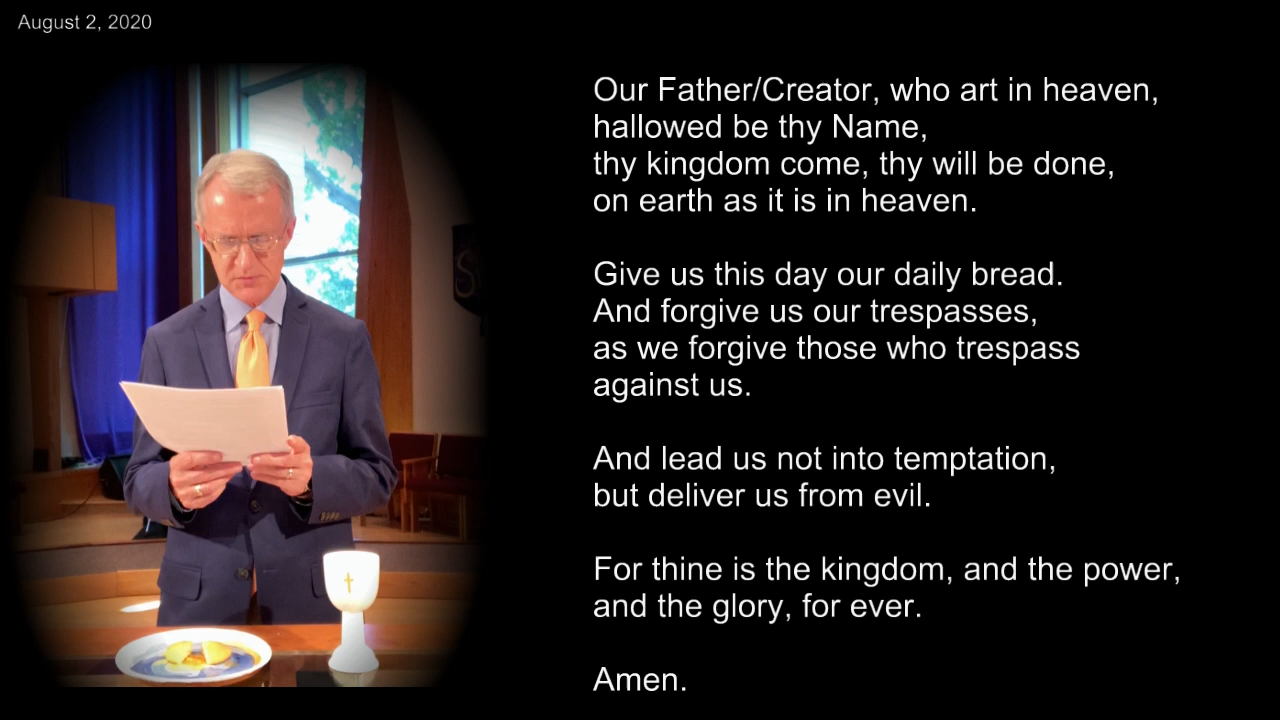 August 2, 2020
Our Father/Creator, who art in heaven,
hallowed be thy Name,
thy kingdom come, thy will be done,
on earth as it is in heaven.
Give us this day our daily bread.
And forgive us our trespasses,
as we forgive those who trespass
against us.
And lead us not into temptation,
but deliver us from evil.
For thine is the kingdom, and the power,
and the glory, for ever.
Amen.